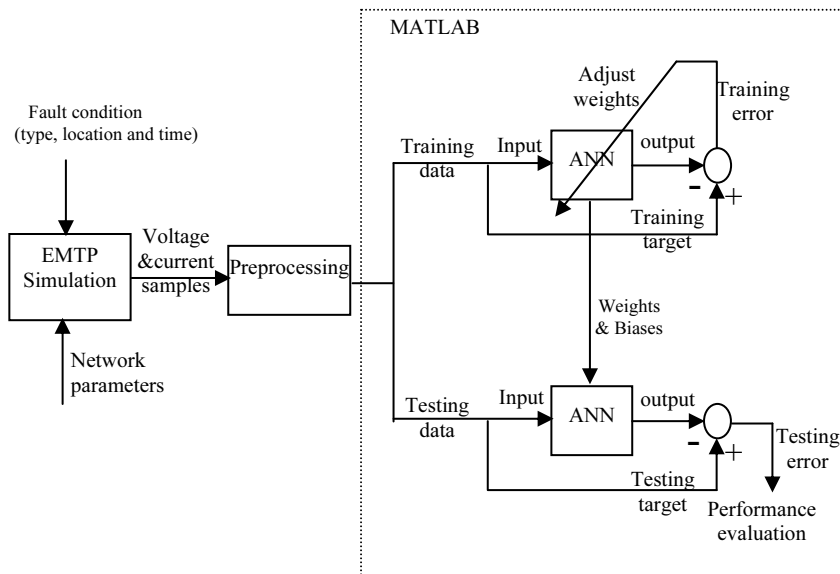 MATLAB
Fault condition
(type, location and time)
EMTP
Simulation
Network
parameters
Voltage
&current
samples
Preprocessing
Training
data
Input
ANN
output
Adjust
weights
Training
error
-
+
Training
target
Weights
& Biases
Testing
data
Input
ANN
output
-
+
Testing
target
Testing
error
Performance
evaluation